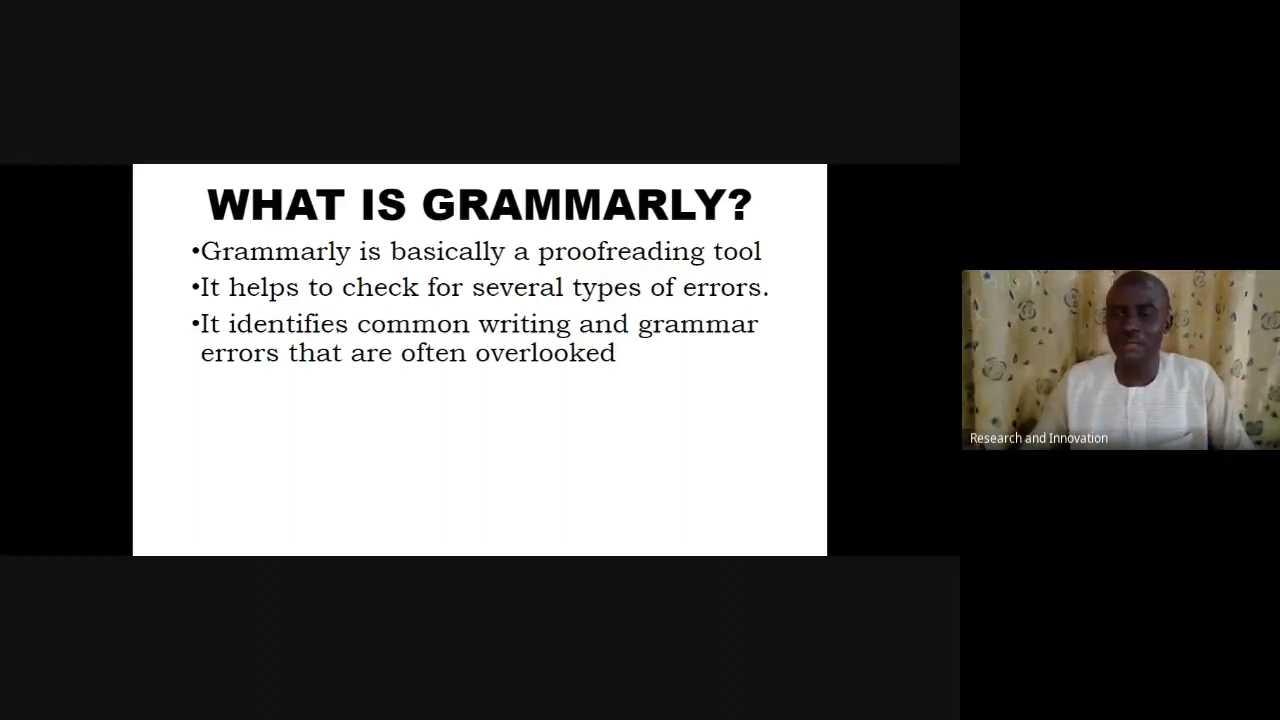 WHAT IS GRAMMARLY?
•Grammarly is basically a proofreading tool
•It helps to check for several types of errors.
•It identifies common writing and grammar
errors that are often overlooked
Research and Innovation